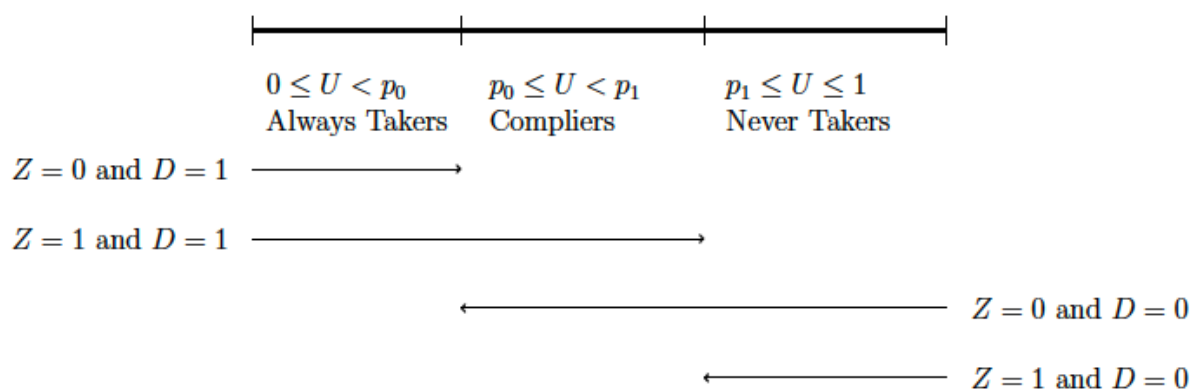 0 ≤ U < p₀ p₀ ≤ U < p₁ p₁ ≤ U ≤ 1
Always Takers Compliers Never Takers
Z = 0 and D = 1
Z = 1 and D = 1
Z = 0 and D = 0
Z = 1 and D = 0